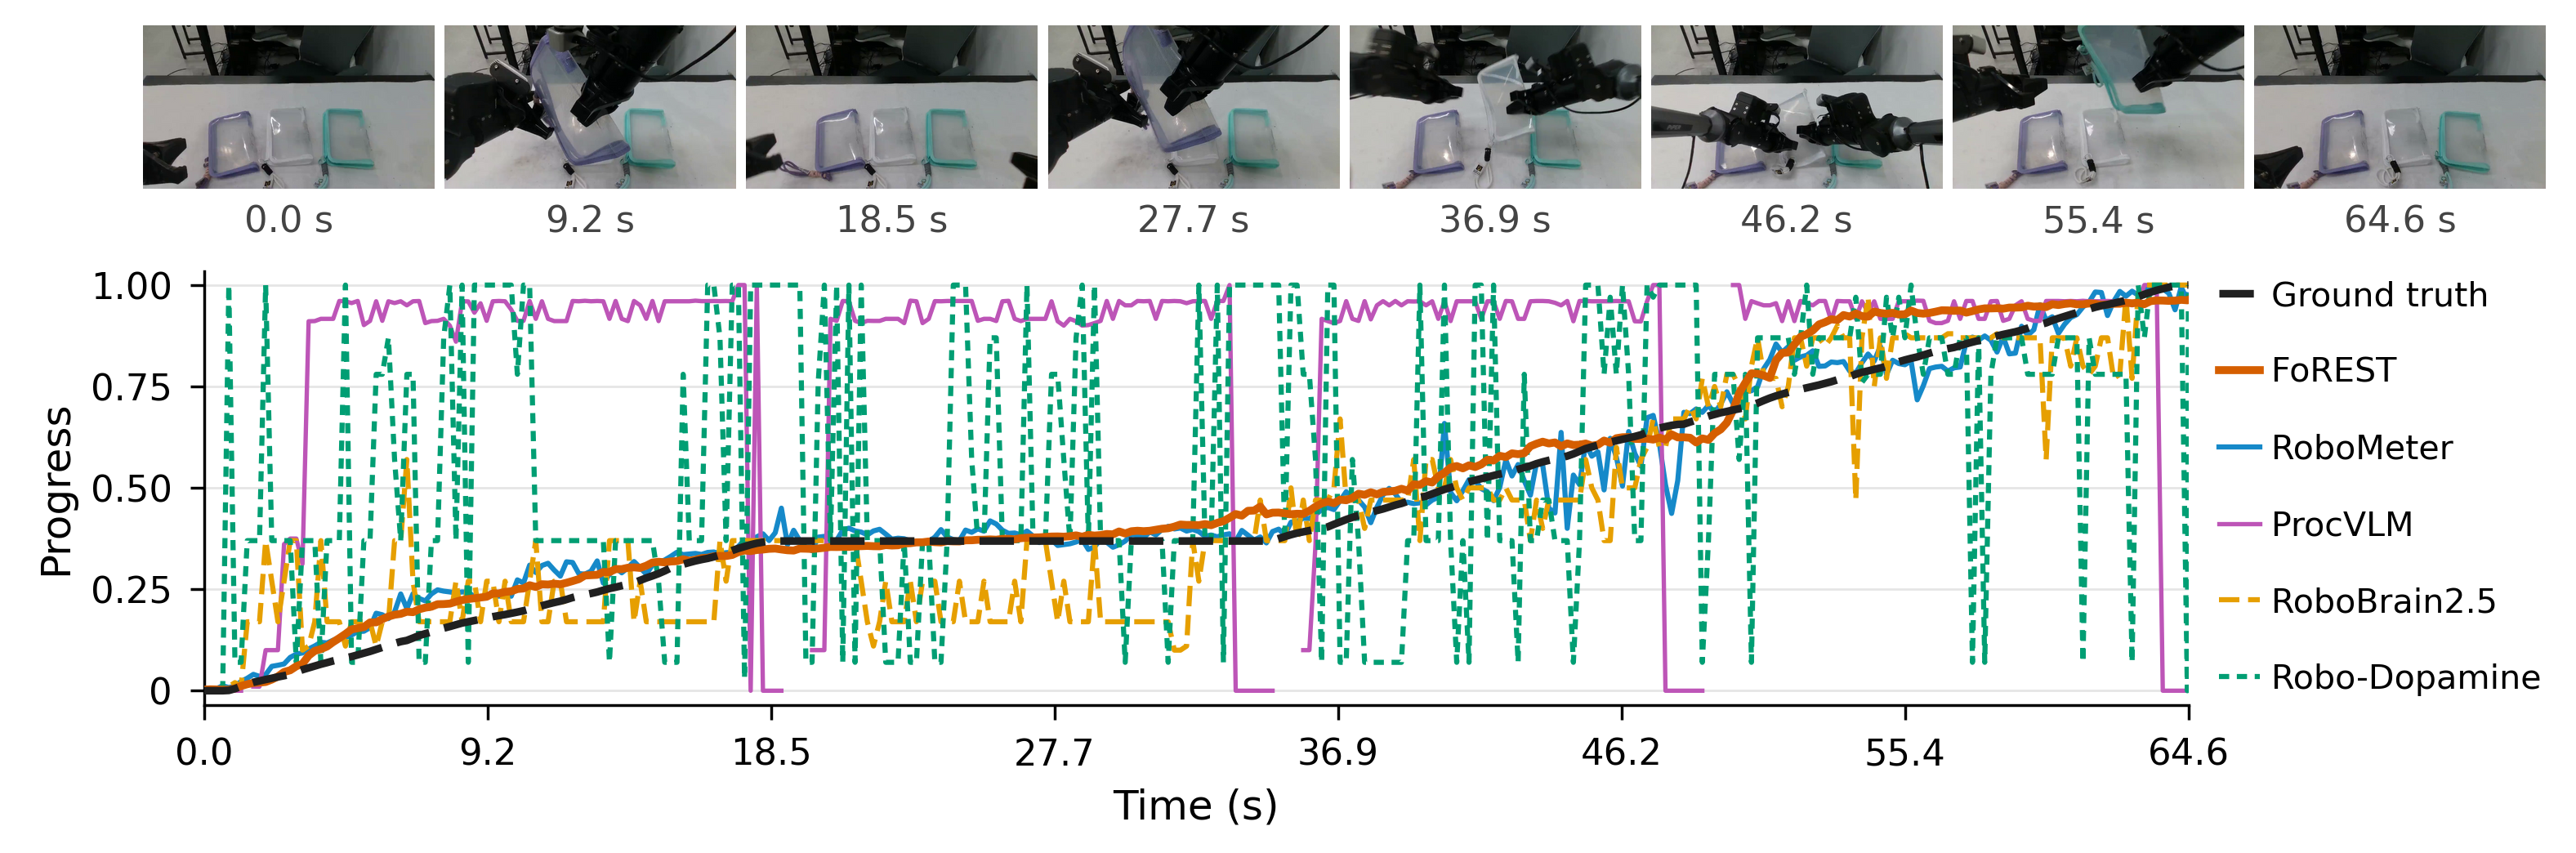 0.0 s 9.2 s 18.5 s 27.7 s 36.9 s 46.2 s 55.4 s 64.6 s
1.00
0.75
0.50
0.25
0
Progress
0.0 9.2 18.5 27.7 36.9 46.2 55.4 64.6
Time (s)
Ground truth
FoREST
RoboMeter
ProcVLM
RoboBrain2.5
Robo-Dopamine